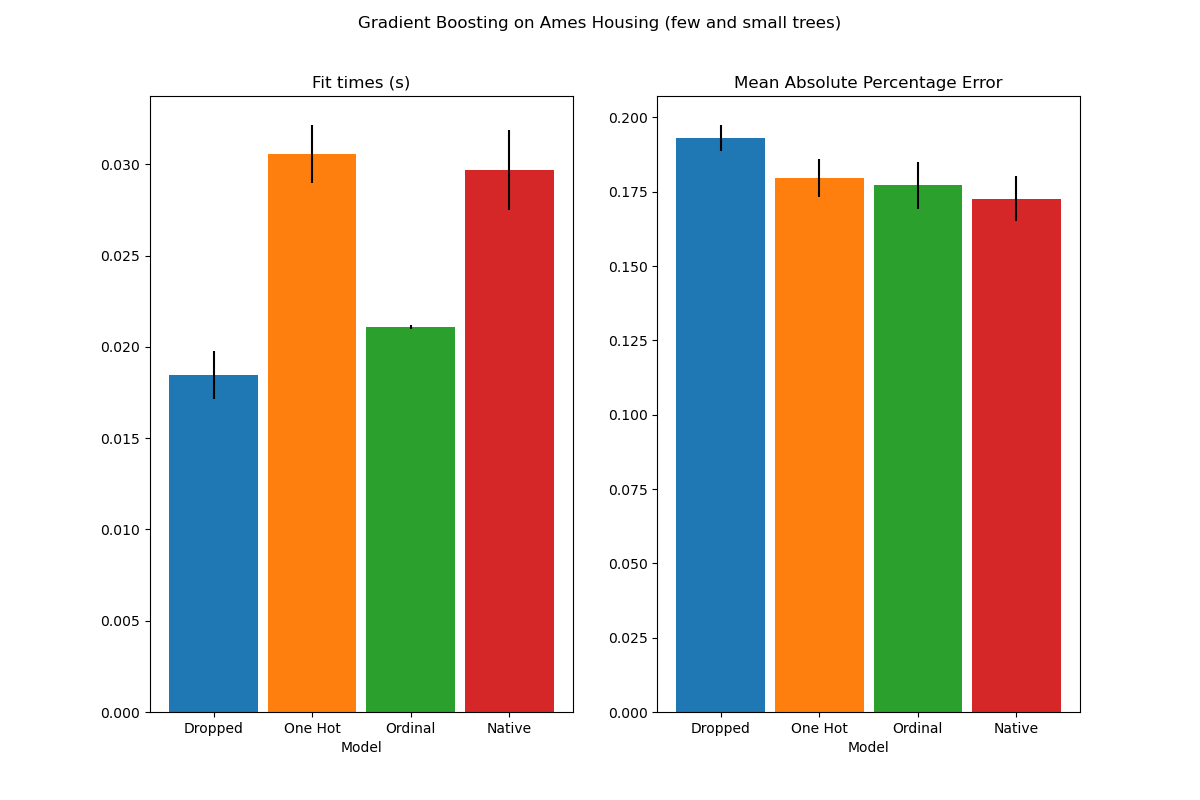 Gradient Boosting on Ames Housing (few and small trees)
Fit times (s)
0.030
0.025
0.020
0.015
0.010
0.005
0.000
Dropped One Hot Ordinal Native
Model
Mean Absolute Percentage Error
0.200
0.175
0.150
0.125
0.100
0.075
0.050
0.025
0.000
Dropped One Hot Ordinal Native
Model